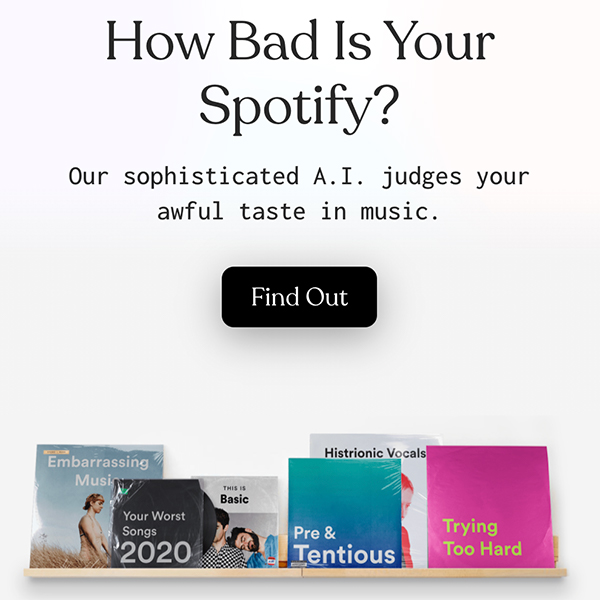 How Bad Is Your
Spotify?
Our sophisticated A.I. judges your
awful taste in music.
Find Out
Embarrassing
Music
Your Worst
Songs
2020
THIS IS
Basic
Histrionic Vocals
Pre &
Tentious
Trying
Too Hard